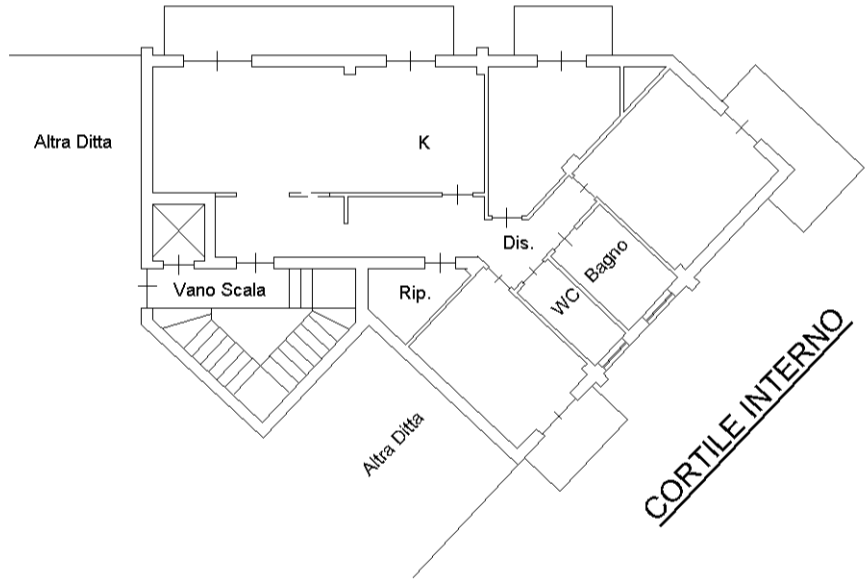 Altra Ditta
K
Dis.
Bagno
WC
Vano Scala
Rip.
Altra Ditta
CORTILE INTERNO